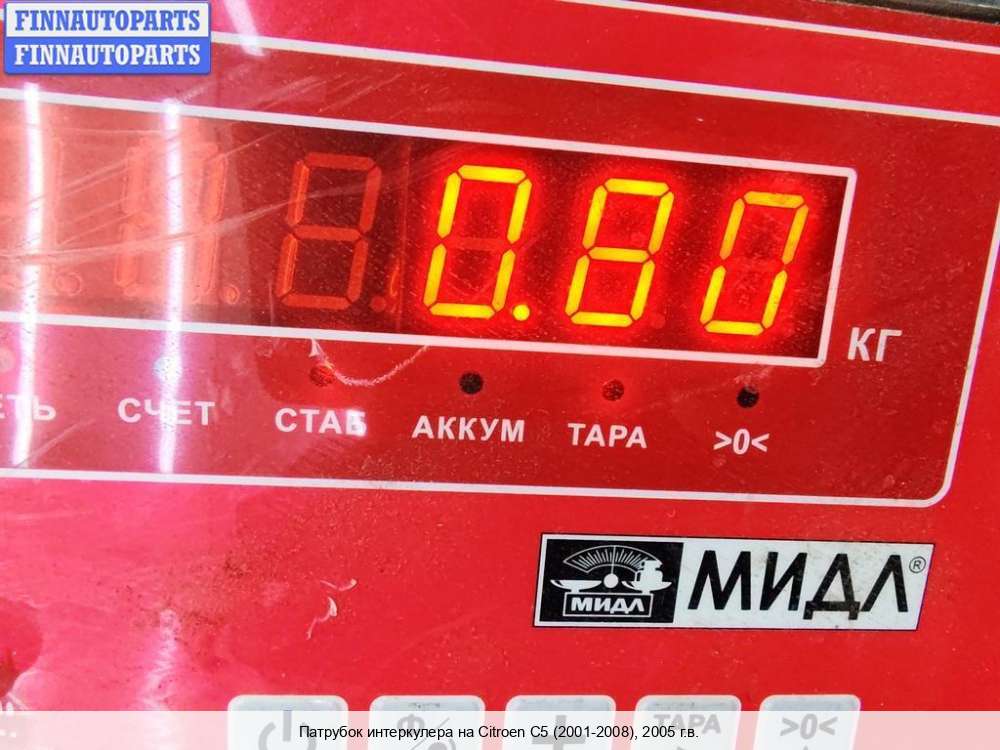 FINNAUTOPARTS
FINNAUTOPARTS
0.80
КГ
СЧЕТ СТАБ АККУМ ТАРА >0<
МИДЛ МИДЛ®
ТАРА >0<
Патрубок интеркулера на Citroen C5 (2001-2008), 2005 г.в.